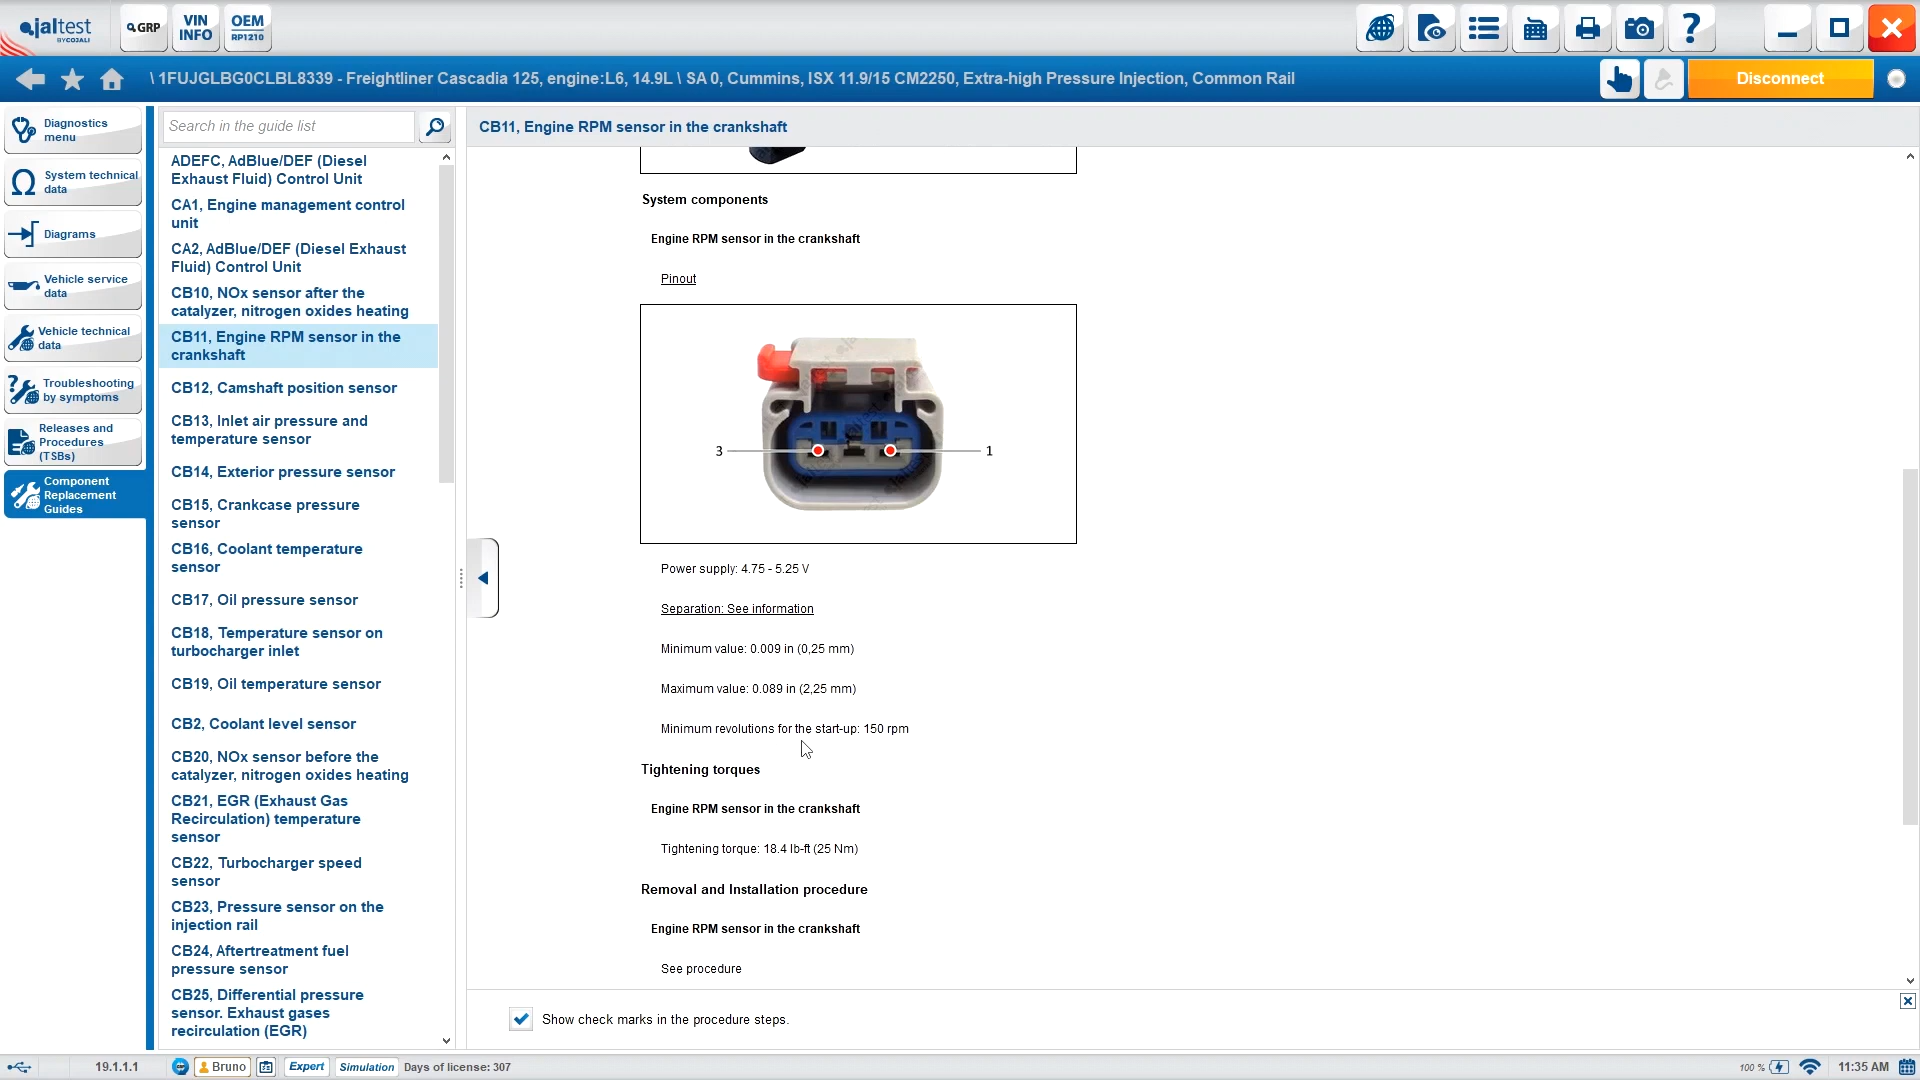 jaltest
BY COJALI
GRP
VIN
INFO
OEM
RP1210
?
\ 1FUJGLBG0CLBL8339 - Freightliner Cascadia 125, engine:L6, 14.9L \ SA 0, Cummins, ISX 11.9/15 CM2250, Extra-high Pressure Injection, Common Rail
Disconnect
Diagnostics
menu
System technical
data
Diagrams
Vehicle service
data
Vehicle technical
data
Troubleshooting
by symptoms
Releases and
Procedures
(TSBs)
Component
Replacement
Guides
Search in the guide list
ADEFC, AdBlue/DEF (Diesel
Exhaust Fluid) Control Unit
CA1, Engine management control
unit
CA2, AdBlue/DEF (Diesel Exhaust
Fluid) Control Unit
CB10, NOx sensor after the
catalyzer, nitrogen oxides heating
CB11, Engine RPM sensor in the
crankshaft
CB12, Camshaft position sensor
CB13, Inlet air pressure and
temperature sensor
CB14, Exterior pressure sensor
CB15, Crankcase pressure
sensor
CB16, Coolant temperature
sensor
CB17, Oil pressure sensor
CB18, Temperature sensor on
turbocharger inlet
CB19, Oil temperature sensor
CB2, Coolant level sensor
CB20, NOx sensor before the
catalyzer, nitrogen oxides heating
CB21, EGR (Exhaust Gas
Recirculation) temperature
sensor
CB22, Turbocharger speed
sensor
CB23, Pressure sensor on the
injection rail
CB24, Aftertreatment fuel
pressure sensor
CB25, Differential pressure
sensor. Exhaust gases
recirculation (EGR)
CB11, Engine RPM sensor in the crankshaft
System components
Engine RPM sensor in the crankshaft
Pinout
3
1
Power supply: 4.75 - 5.25 V
Separation: See information
Minimum value: 0.009 in (0,25 mm)
Maximum value: 0.089 in (2,25 mm)
Minimum revolutions for the start-up: 150 rpm
Tightening torques
Engine RPM sensor in the crankshaft
Tightening torque: 18.4 lb-ft (25 Nm)
Removal and Installation procedure
Engine RPM sensor in the crankshaft
See procedure
Show check marks in the procedure steps.
19.1.1.1
Bruno
Expert
Simulation
Days of license: 307
100 %
11:35 AM